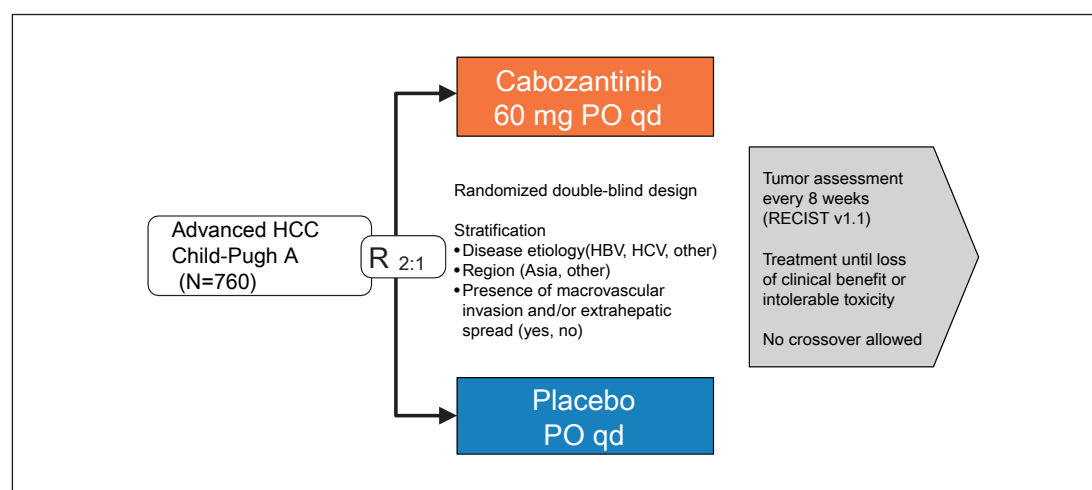 Cabozantinib
60 mg PO qd
Advanced HCC
Child-Pugh A
(N=760)
R 2:1
Randomized double-blind design
Stratification
•Disease etiology(HBV, HCV, other)
•Region (Asia, other)
•Presence of macrovascular
invasion and/or extrahepatic
spread (yes, no)
Placebo
PO qd
Tumor assessment
every 8 weeks
(RECIST v1.1)
Treatment until loss
of clinical benefit or
intolerable toxicity
No crossover allowed